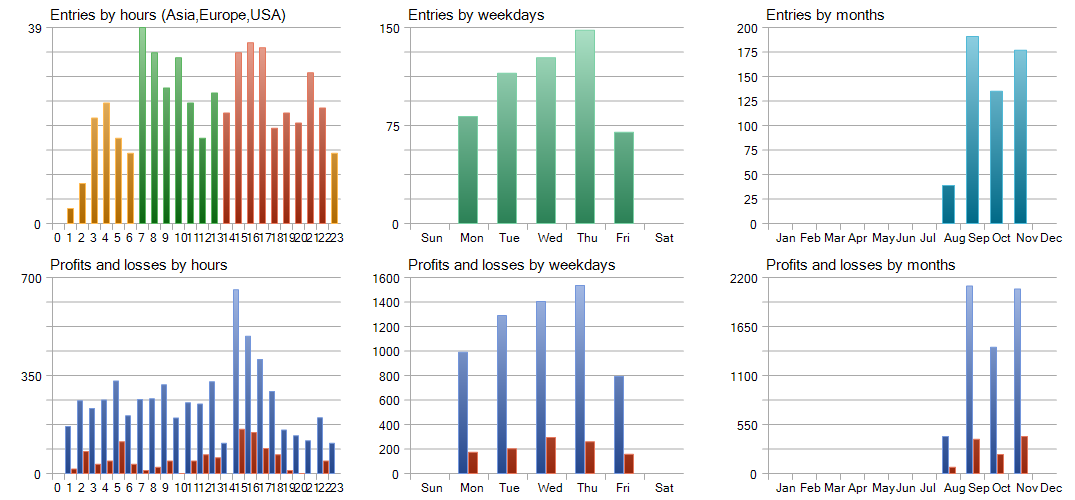 Entries by hours (Asia,Europe,USA)
39
0
0 1 2 3 4 5 6 7 8 9 10 11 12 13 14 15 16 17 18 19 20 21 22 23
Entries by weekdays
150
75
0
Sun Mon Tue Wed Thu Fri Sat
Entries by months
200
175
150
125
100
75
50
25
0
Jan Feb Mar Apr May Jun Jul Aug Sep Oct Nov Dec
Profits and losses by hours
700
350
0
0 1 2 3 4 5 6 7 8 9 10 11 12 13 14 15 16 17 18 19 20 21 22 23
Profits and losses by weekdays
1600
1400
1200
1000
800
600
400
200
0
Sun Mon Tue Wed Thu Fri Sat
Profits and losses by months
2200
1650
1100
550
0
Jan Feb Mar Apr May Jun Jul Aug Sep Oct Nov Dec